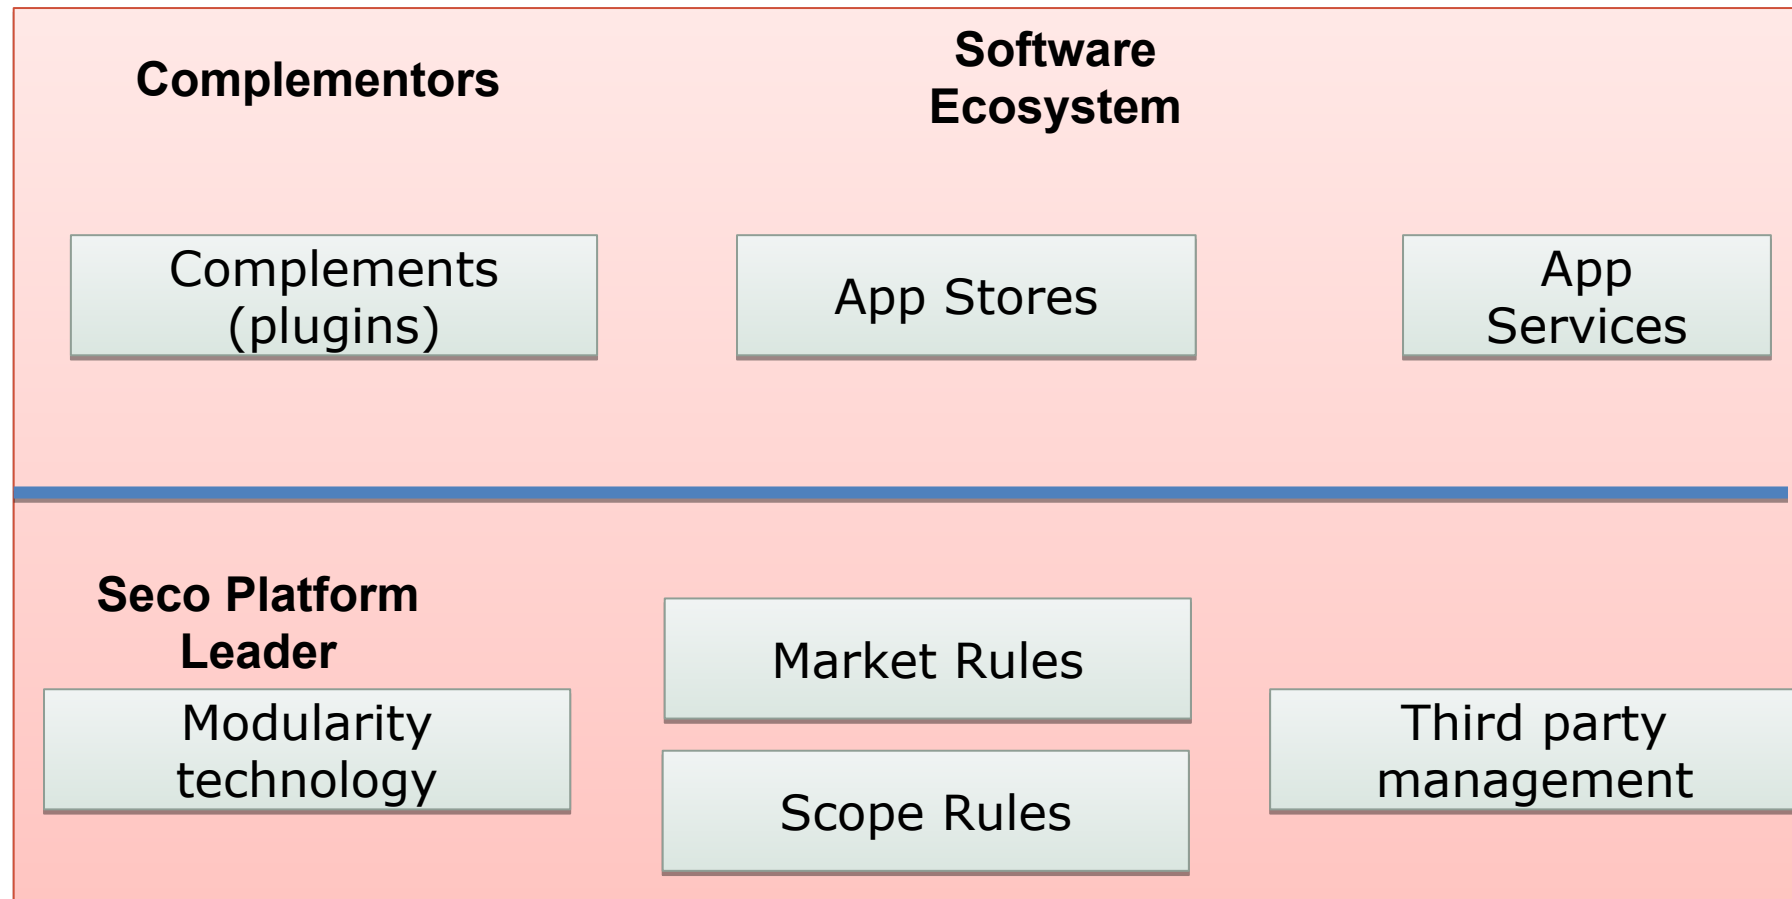 Complementors
Software
Ecosystem
Complements
(plugins)
App Stores
App
Services
Seco Platform
Leader
Modularity
technology
Market Rules
Scope Rules
Third party
management